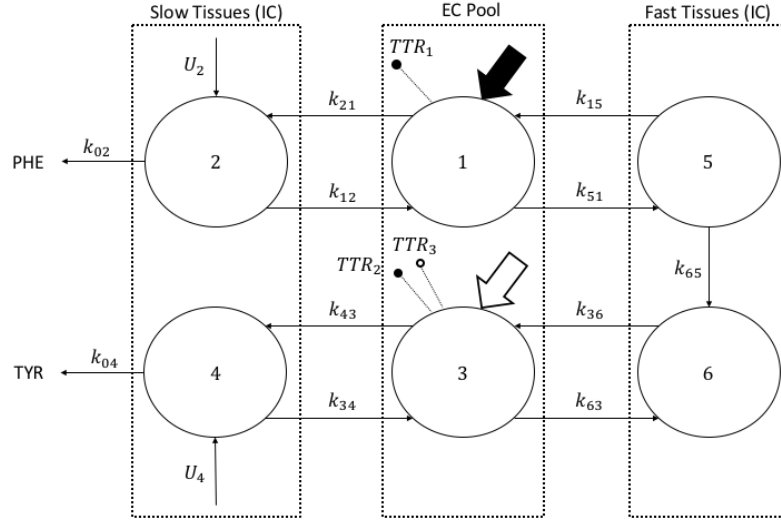 Slow Tissues (IC) EC Pool Fast Tissues (IC)
TTR₁
U₂
k₂₁ k₁₅
PHE k₀₂ 2 1 5
k₁₂ k₅₁
TTR₃
TTR₂ k₆₅
k₄₃ k₃₆
TYR k₀₄ 4 3 6
k₃₄ k₆₃
U₄